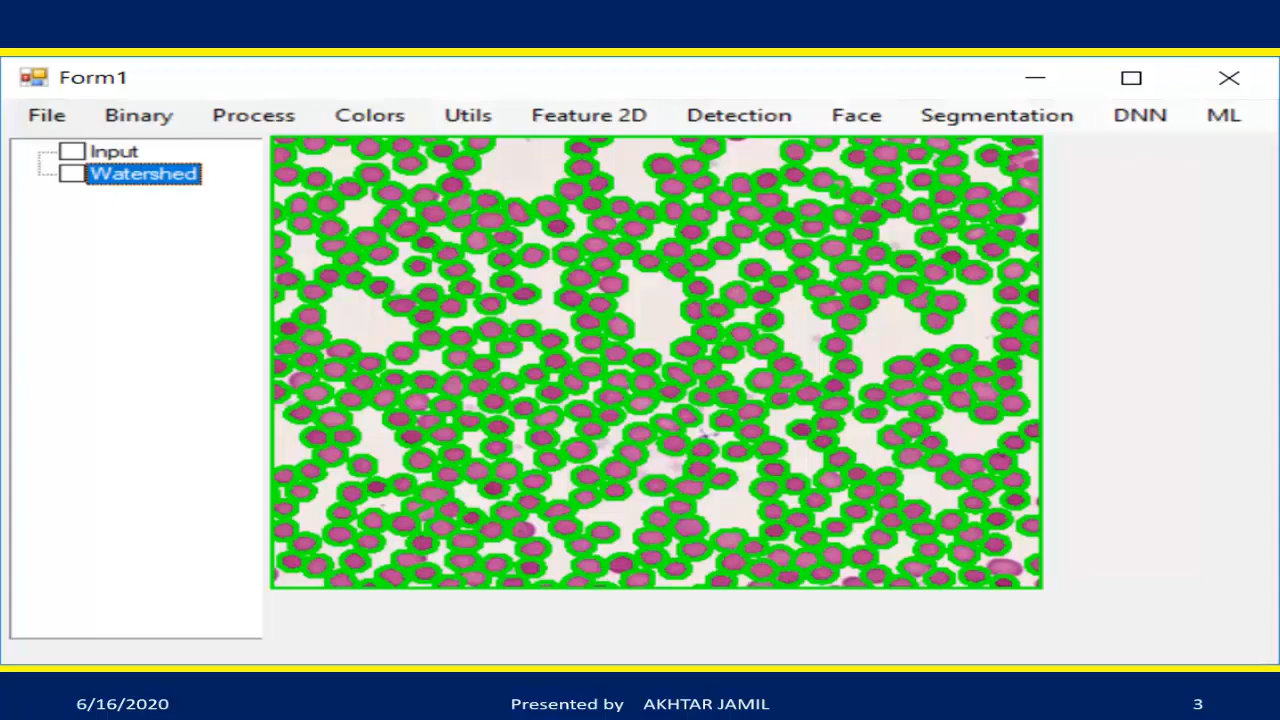 Form1
File Binary Process Colors Utils Feature 2D Detection Face Segmentation DNN ML
Input
Watershed
6/16/2020 Presented by AKHTAR JAMIL 3